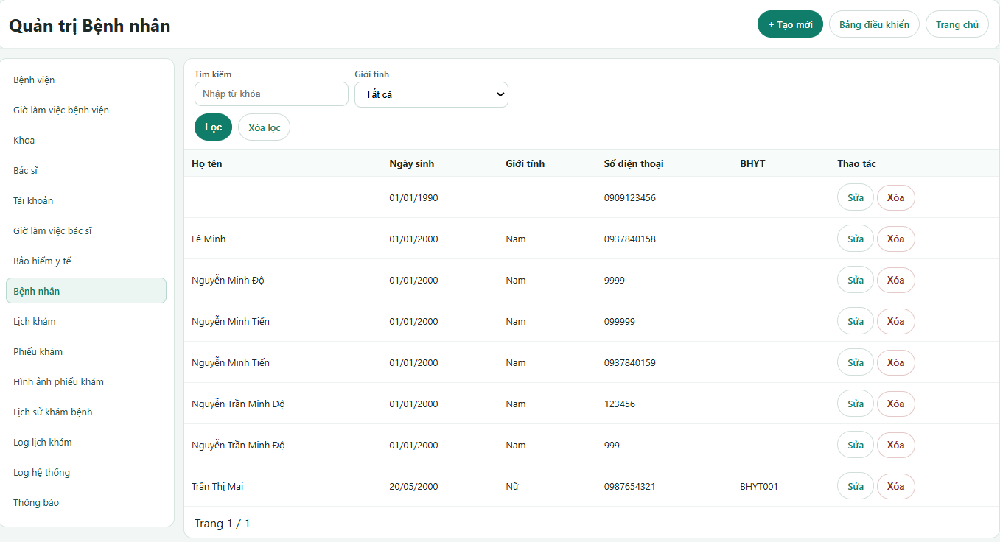 Quản trị Bệnh nhân
+ Tạo mới Bảng điều khiển Trang chủ
Bệnh viện
Giờ làm việc bệnh viện
Khoa
Bác sĩ
Tài khoản
Giờ làm việc bác sĩ
Bảo hiểm y tế
Bệnh nhân
Lịch khám
Phiếu khám
Hình ảnh phiếu khám
Lịch sử khám bệnh
Log lịch khám
Log hệ thống
Thông báo
Tìm kiếm Giới tính
Nhập từ khóa Tất cả
Lọc Xóa lọc
Họ tên Ngày sinh Giới tính Số điện thoại BHYT Thao tác
01/01/1990 0909123456 Sửa Xóa
Lê Minh 01/01/2000 Nam 0937840158 Sửa Xóa
Nguyễn Minh Độ 01/01/2000 Nam 9999 Sửa Xóa
Nguyễn Minh Tiến 01/01/2000 Nam 099999 Sửa Xóa
Nguyễn Minh Tiến 01/01/2000 Nam 0937840159 Sửa Xóa
Nguyễn Trần Minh Độ 01/01/2000 Nam 123456 Sửa Xóa
Nguyễn Trần Minh Độ 01/01/2000 Nam 999 Sửa Xóa
Trần Thị Mai 20/05/2000 Nữ 0987654321 BHYT001 Sửa Xóa
Trang 1 / 1